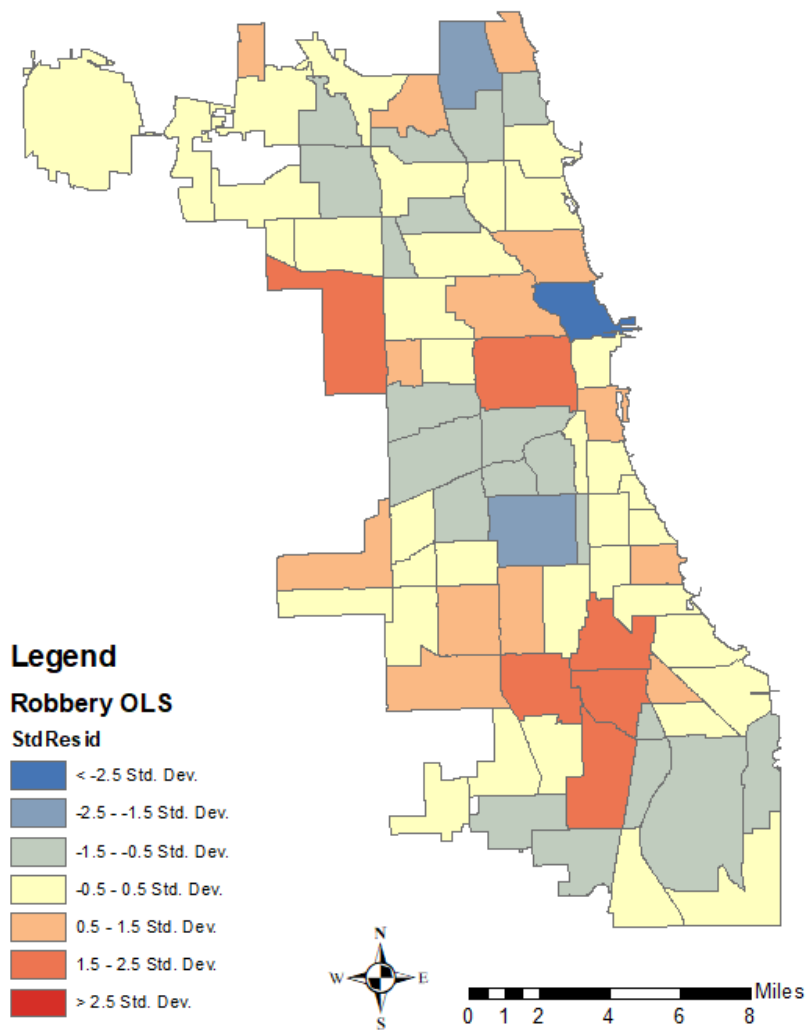 Legend
Robbery OLS
StdResid
< -2.5 Std. Dev.
-2.5 - -1.5 Std. Dev.
-1.5 - -0.5 Std. Dev.
-0.5 - 0.5 Std. Dev.
0.5 - 1.5 Std. Dev.
1.5 - 2.5 Std. Dev.
> 2.5 Std. Dev.
N
W E
S
Miles
0 1 2 4 6 8